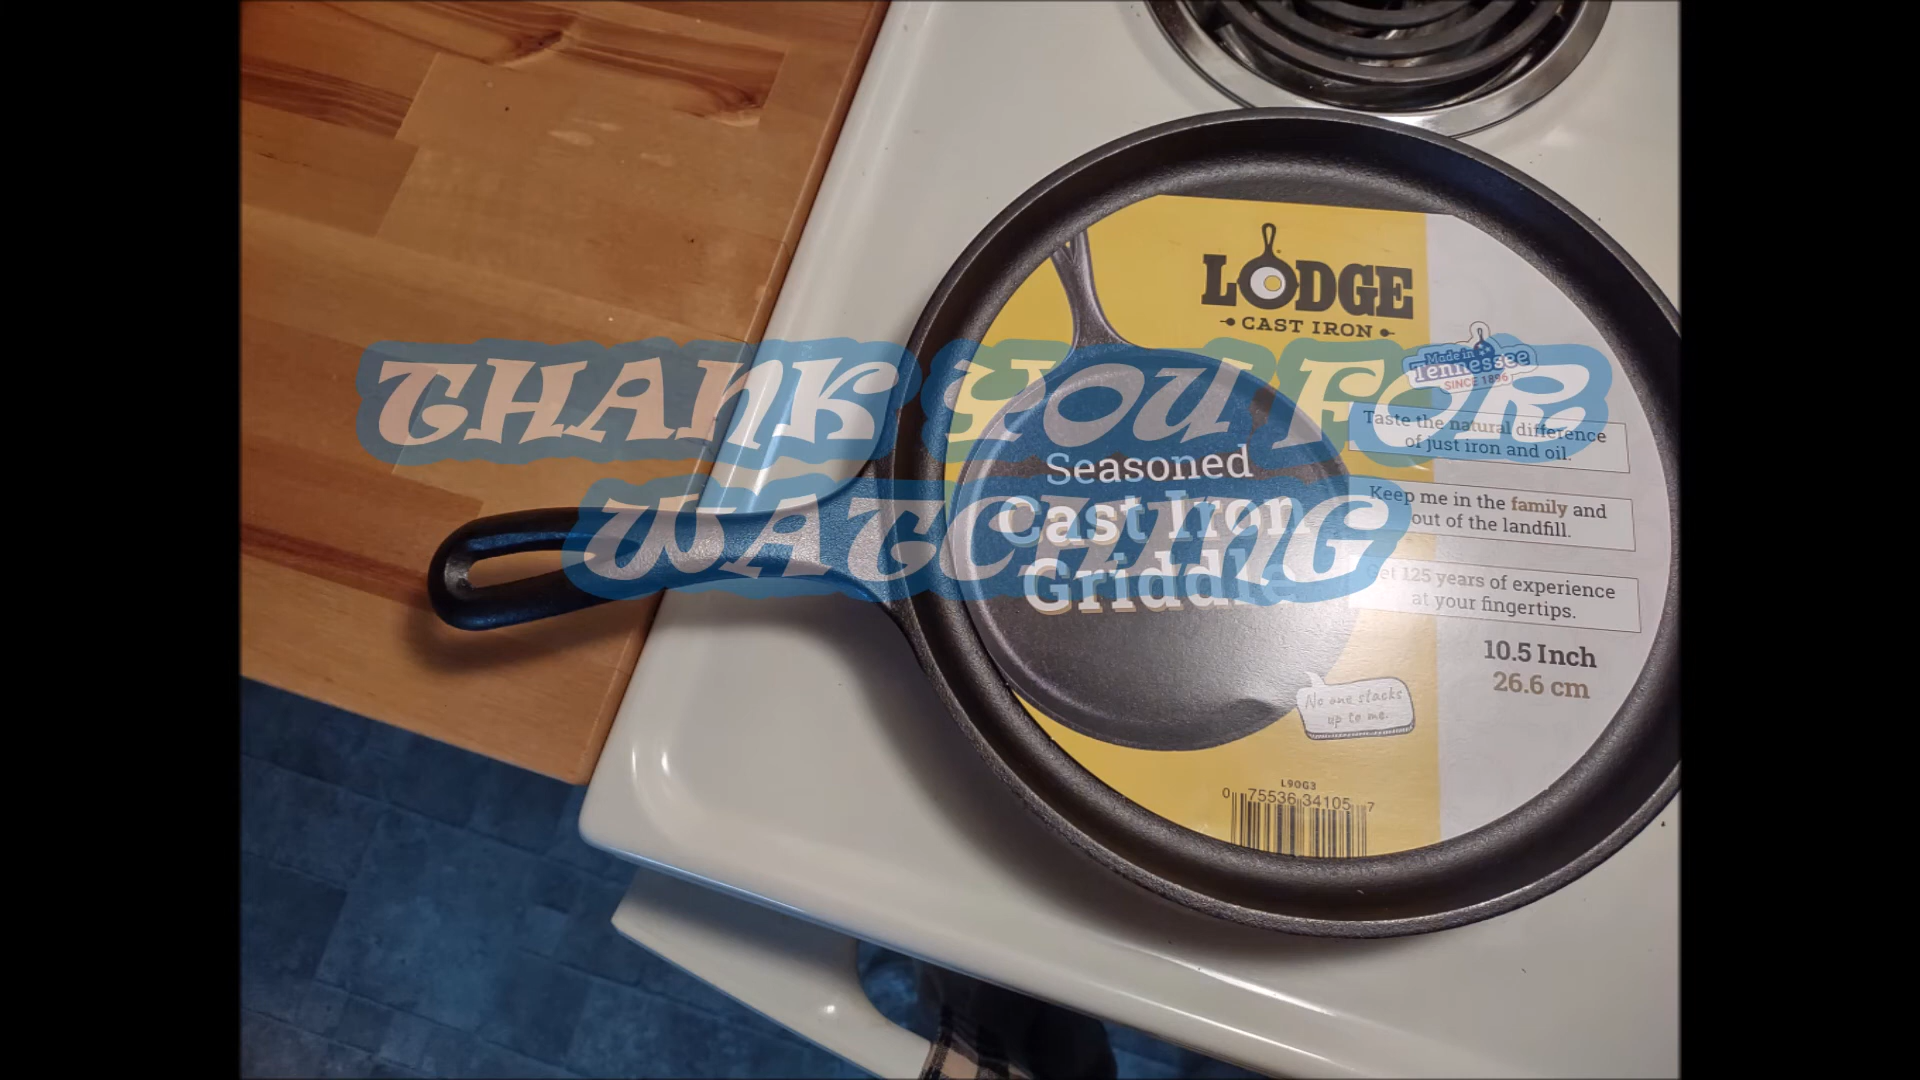 LODGE
CAST IRON
Made in
Tennessee
SINCE 1896
THANK YOU FOR
WATCHING
Taste the natural difference
of just iron and oil.
Seasoned
Cast Iron
Griddle
Keep me in the family and
out of the landfill.
Get 125 years of experience
at your fingertips.
10.5 Inch
26.6 cm
No one stacks
up to me.
L9OG3
0 75536 34105 7